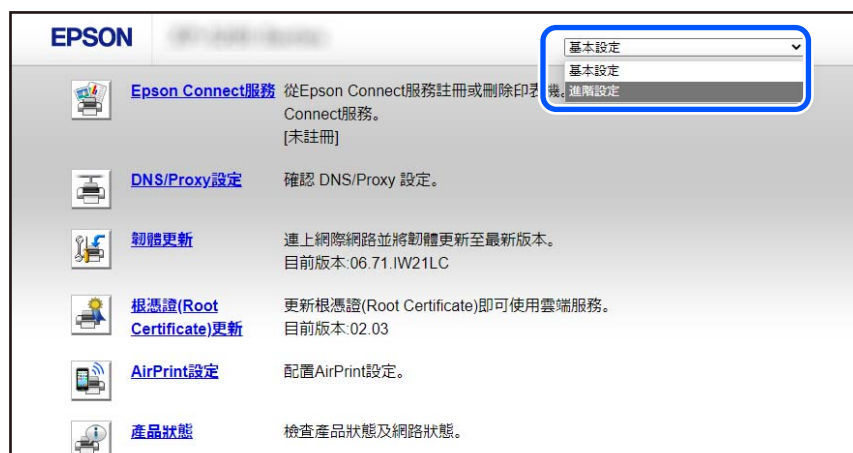 EPSON
基本設定
基本設定
進階設定
Epson Connect服務
從Epson Connect服務註冊或刪除印表機。
Connect服務。
[未註冊]
DNS/Proxy設定
確認 DNS/Proxy 設定。
韌體更新
連上網際網路並將韌體更新至最新版本。
目前版本:06.71.IW21LC
根憑證(Root
Certificate)更新
更新根憑證(Root Certificate)即可使用雲端服務。
目前版本:02.03
AirPrint設定
配置AirPrint設定。
產品狀態
檢查產品狀態及網路狀態。